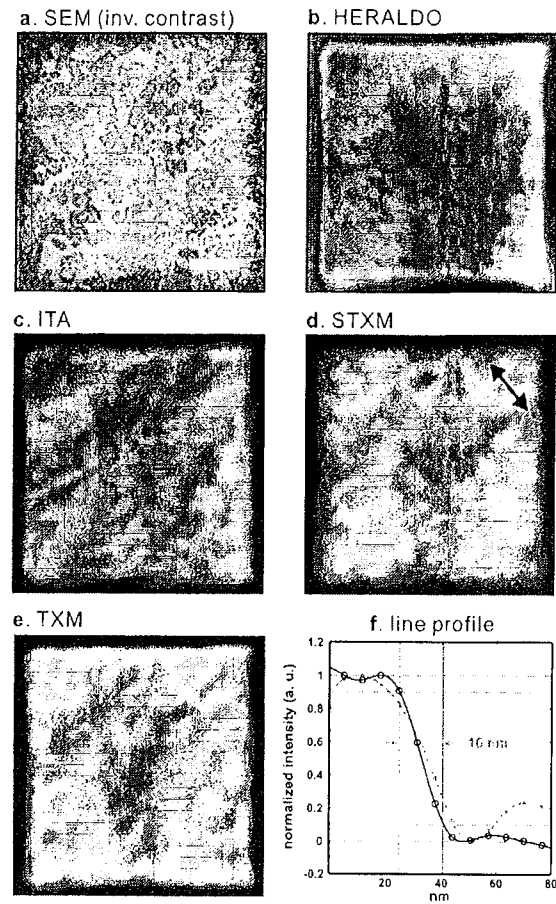 a. SEM (inv. contrast)
b. HERALDO
c. ITA
d. STXM
e. TXM
f. line profile
1.2
1
0.8
0.6
0.4
0.2
0
-0.2
normalized intensity (a. u.)
16 nm
0
20
40
60
80
nm